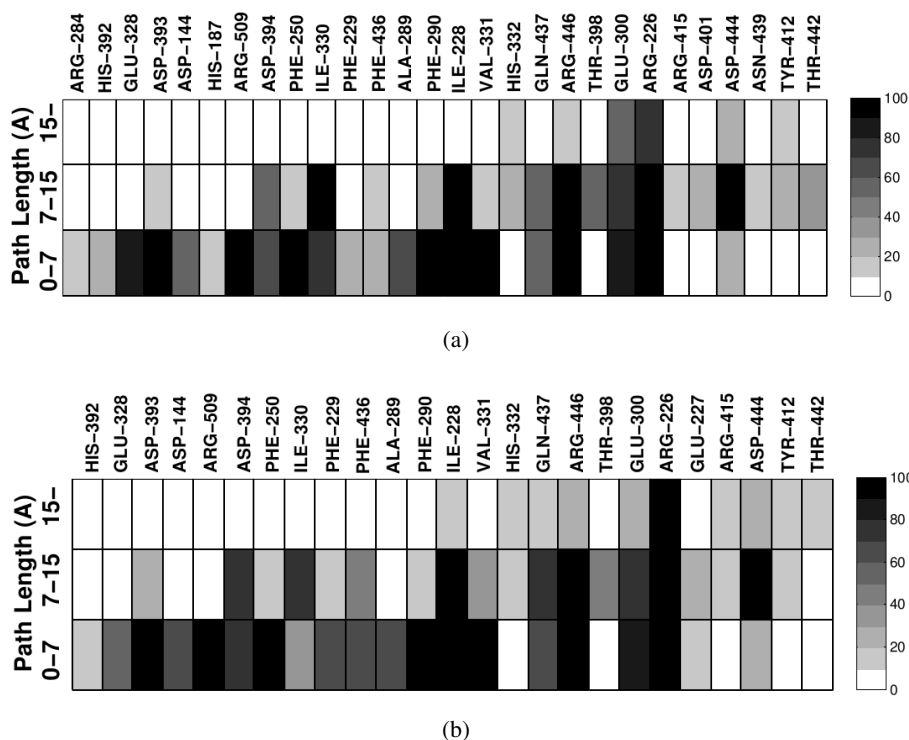 ARG−284
HIS−392
GLU−328
ASP−393
ASP−144
HIS−187
ARG−509
ASP−394
PHE−250
ILE−330
PHE−229
PHE−436
ALA−289
PHE−290
ILE−228
VAL−331
HIS−332
GLN−437
ARG−446
THR−398
GLU−300
ARG−226
ARG−415
ASP−401
ASP−444
ASN−439
TYR−412
THR−442
Path Length (A)
15−
7−15
0−7
100
80
60
40
20
0
(a)
HIS−392
GLU−328
ASP−393
ASP−144
ARG−509
ASP−394
PHE−250
ILE−330
PHE−229
PHE−436
ALA−289
PHE−290
ILE−228
VAL−331
HIS−332
GLN−437
ARG−446
THR−398
GLU−300
ARG−226
GLU−227
ARG−415
ASP−444
TYR−412
THR−442
Path Length (A)
15−
7−15
0−7
100
80
60
40
20
0
(b)